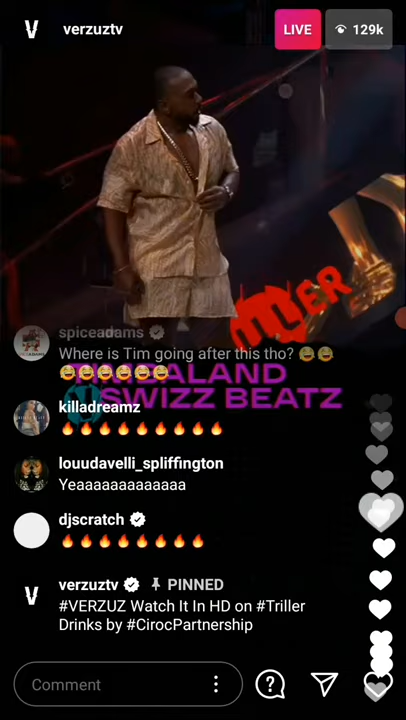 verzuztv
LIVE
129k
spiceadams
Where is Tim going after this tho? 😂😂
😂😂😂😂😂😂
SWIZZ BEATZ
killadreamz
🔥🔥🔥🔥🔥🔥🔥🔥🔥
louudavelli_spliffington
Yeaaaaaaaaaaaaa
djscratch
🔥🔥🔥🔥🔥🔥🔥🔥
verzuztv PINNED
#VERZUZ Watch It In HD on #Triller
Drinks by #CirocPartnership
Comment